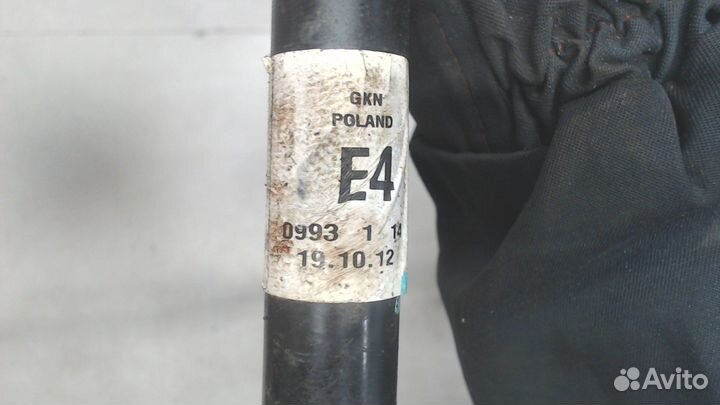 GKN
POLAND
E4
0993 1 14
19.10.12
Avito